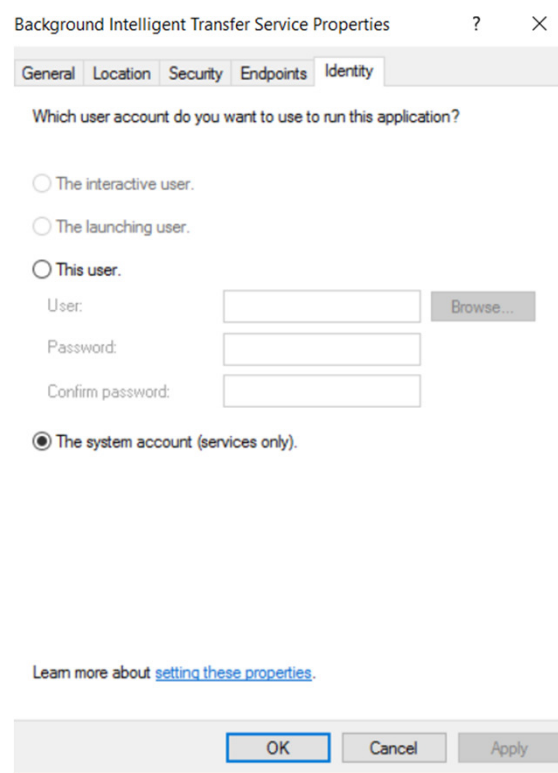 Background Intelligent Transfer Service Properties ? ×
General Location Security Endpoints Identity
Which user account do you want to use to run this application?
The interactive user.
The launching user.
This user.
User: Browse...
Password:
Confirm password:
The system account (services only).
Learn more about setting these properties.
OK Cancel Apply